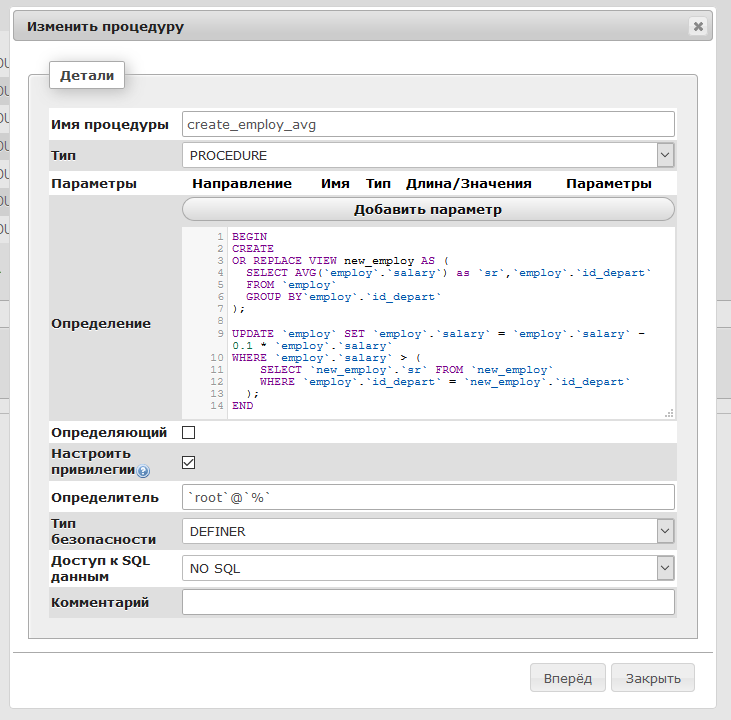 Изменить процедуру
Детали
Имя процедуры create_employ_avg
Тип PROCEDURE
Параметры Направление Имя Тип Длина/Значения Параметры
Добавить параметр
Определение
1 BEGIN
2 CREATE
3 OR REPLACE VIEW new_employ AS (
4 SELECT AVG(`employ`.`salary`) as `sr`,`employ`.`id_depart`
5 FROM `employ`
6 GROUP BY`employ`.`id_depart`
7 );
8
9 UPDATE `employ` SET `employ`.`salary` = `employ`.`salary` -
0.1 * `employ`.`salary`
10 WHERE `employ`.`salary` > (
11 SELECT `new_employ`.`sr` FROM `new_employ`
12 WHERE `employ`.`id_depart` = `new_employ`.`id_depart`
13 );
14 END
Определяющий
Настроить
привилегии
Определитель `root`@`%`
Тип
безопасности DEFINER
Доступ к SQL
данным NO SQL
Комментарий
Вперёд Закрыть